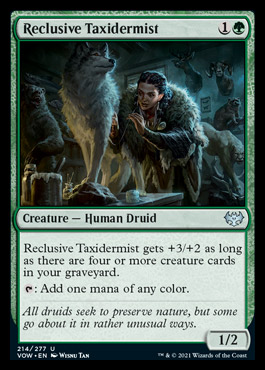 Reclusive Taxidermist 1
Creature — Human Druid
Reclusive Taxidermist gets +3/+2 as long
as there are four or more creature cards
in your graveyard.
: Add one mana of any color.
All druids seek to preserve nature, but some
go about it in rather unusual ways.
1/2
214/277 U
VOW • EN Wisnu Tan
™ & © 2021 Wizards of the Coast